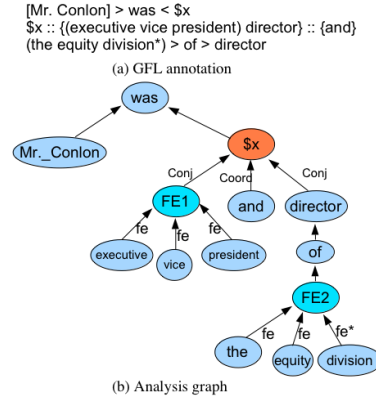 [Mr. Conlon] > was < $x
$x :: {(executive vice president) director} :: {and}
(the equity division*) > of > director
(a) GFL annotation
was
Mr._Conlon
$x
Conj
Coord
Conj
FE1
and
director
fe
fe
fe
executive
vice
president
of
FE2
fe
fe
fe*
the
equity
division
(b) Analysis graph